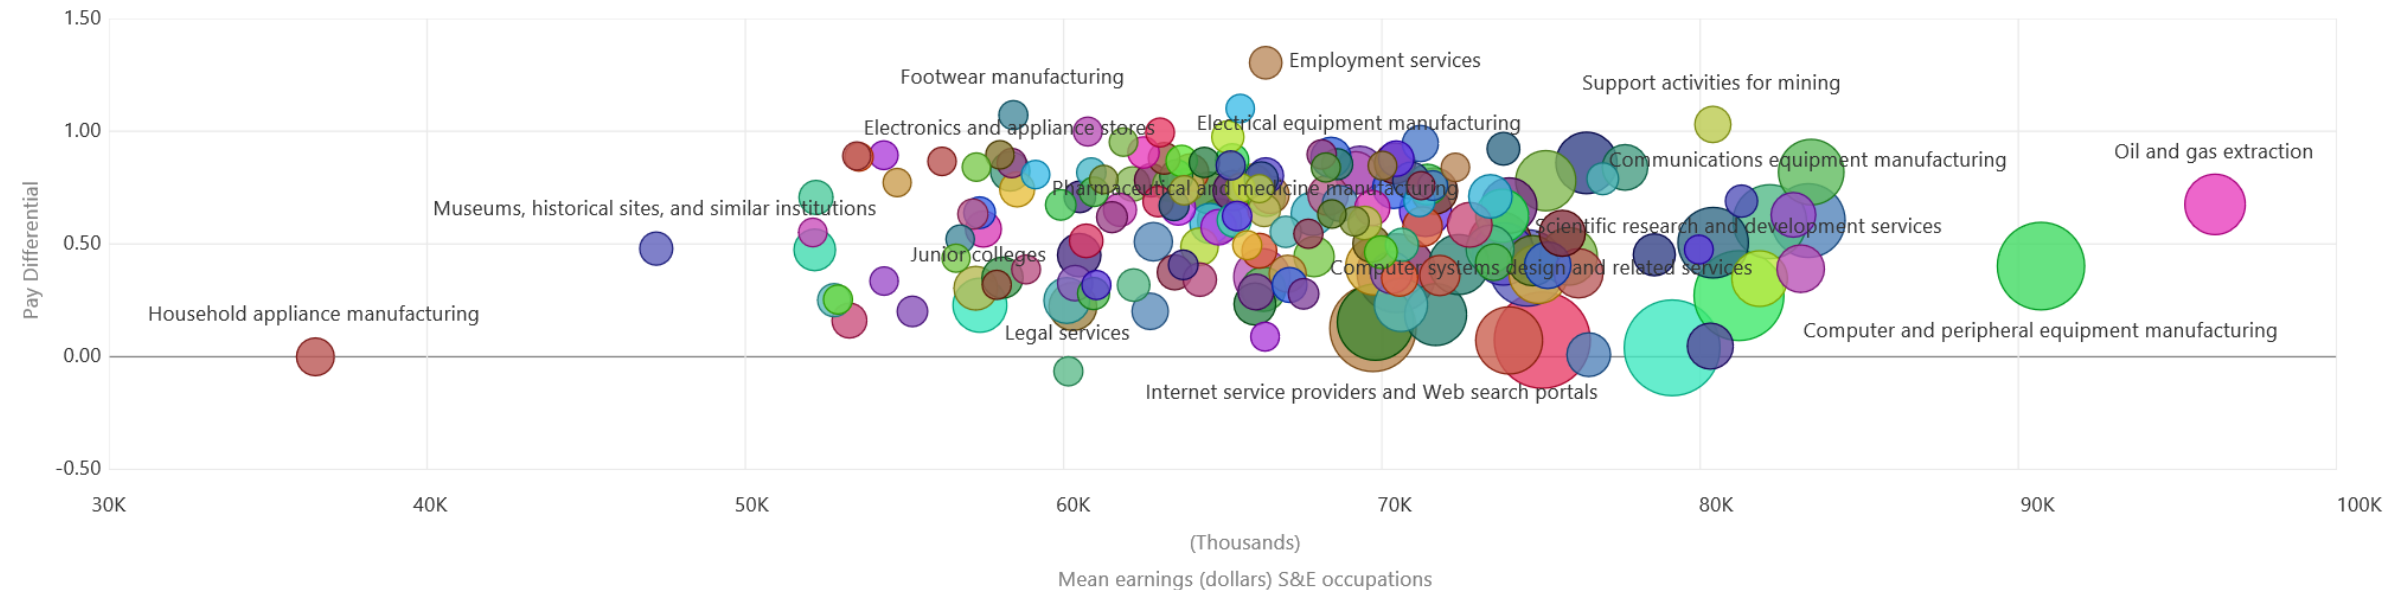 1.50
Employment services
Footwear manufacturing
Support activities for mining
1.00
Electronics and appliance stores
Electrical equipment manufacturing
Communications equipment manufacturing
Oil and gas extraction
Pharmaceutical and medicine manufacturing
Museums, historical sites, and similar institutions
Scientific research and development services
0.50
Junior colleges
Computer systems design and related services
Household appliance manufacturing
Legal services
Computer and peripheral equipment manufacturing
0.00
Internet service providers and Web search portals
-0.50
Pay Differential
30K 40K 50K 60K 70K 80K 90K 100K
(Thousands)
Mean earnings (dollars) S&E occupations